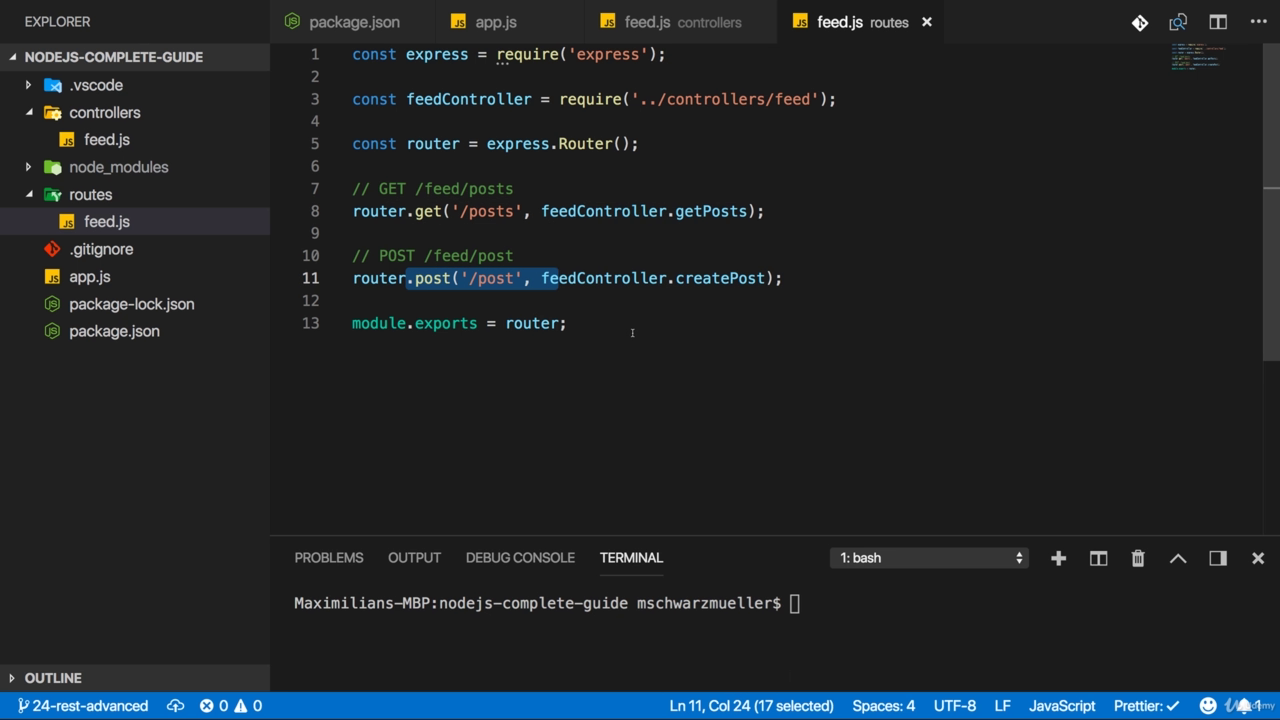 EXPLORER
package.json
app.js
feed.js controllers
feed.js routes
NODEJS-COMPLETE-GUIDE
.vscode
controllers
feed.js
node_modules
routes
feed.js
.gitignore
app.js
package-lock.json
package.json
1 const express = require('express');
2
3 const feedController = require('../controllers/feed');
4
5 const router = express.Router();
6
7 // GET /feed/posts
8 router.get('/posts', feedController.getPosts);
9
10 // POST /feed/post
11 router.post('/post', feedController.createPost);
12
13 module.exports = router;
PROBLEMS OUTPUT DEBUG CONSOLE TERMINAL
1: bash
Maximilians-MBP:nodejs-complete-guide mschwarzmueller$
OUTLINE
24-rest-advanced 0 0 Ln 11, Col 24 (17 selected) Spaces: 4 UTF-8 LF JavaScript Prettier: ✓ 1